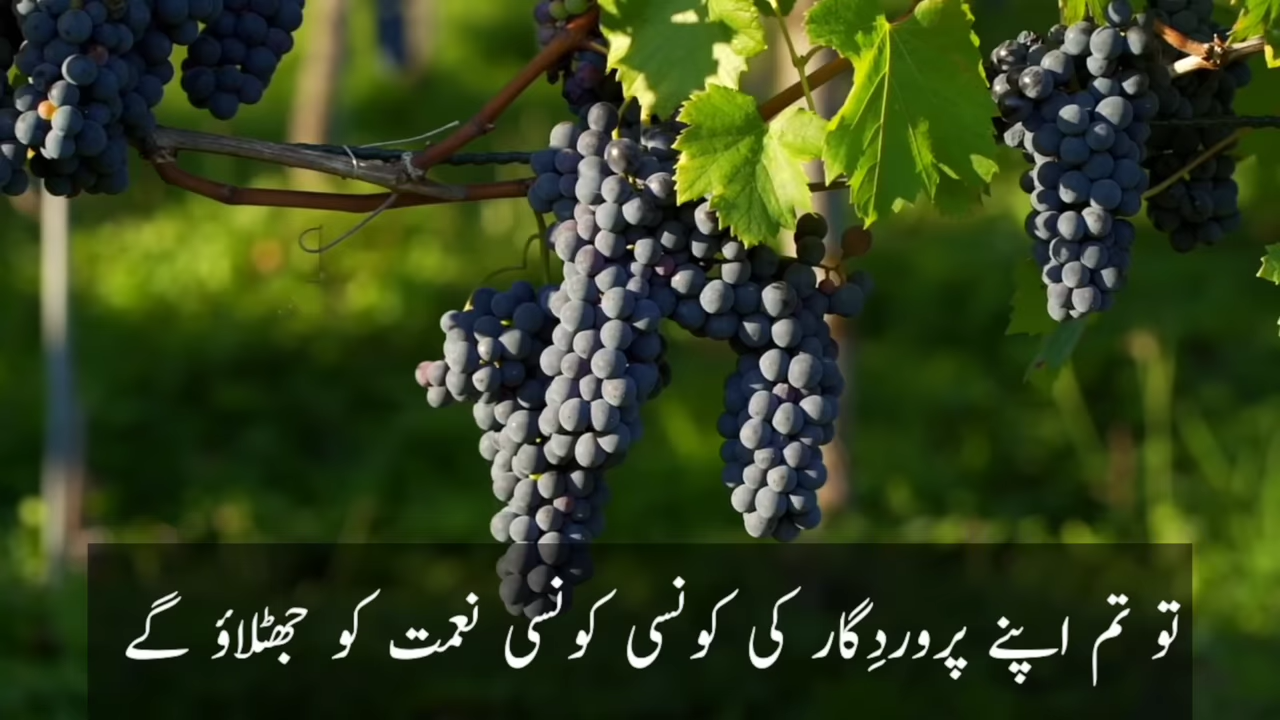 تو تم اپنے پروردِگار کی کونسی کونسی نعمت کو جھٹلاؤ گے